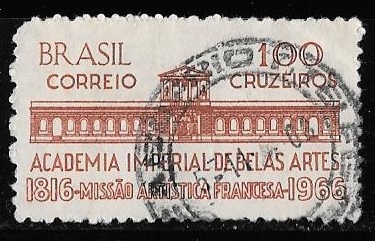 BRASIL 100
CORREIO CRUZEIROS
ACADEMIA IMPERIAL DE BELAS ARTES
1816-MISSÃO ARTISTICA FRANCESA-1966